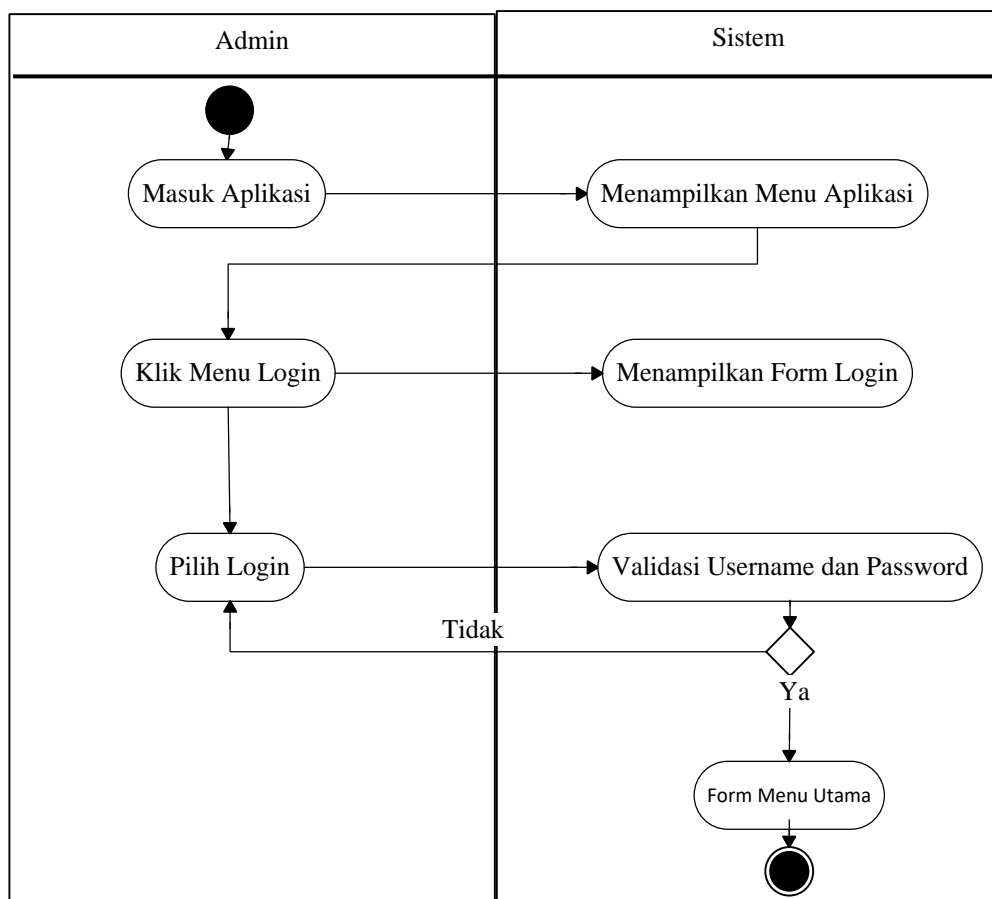 Admin
Sistem
Masuk Aplikasi
Menampilkan Menu Aplikasi
Klik Menu Login
Menampilkan Form Login
Pilih Login
Validasi Username dan Password
Tidak
Ya
Form Menu Utama